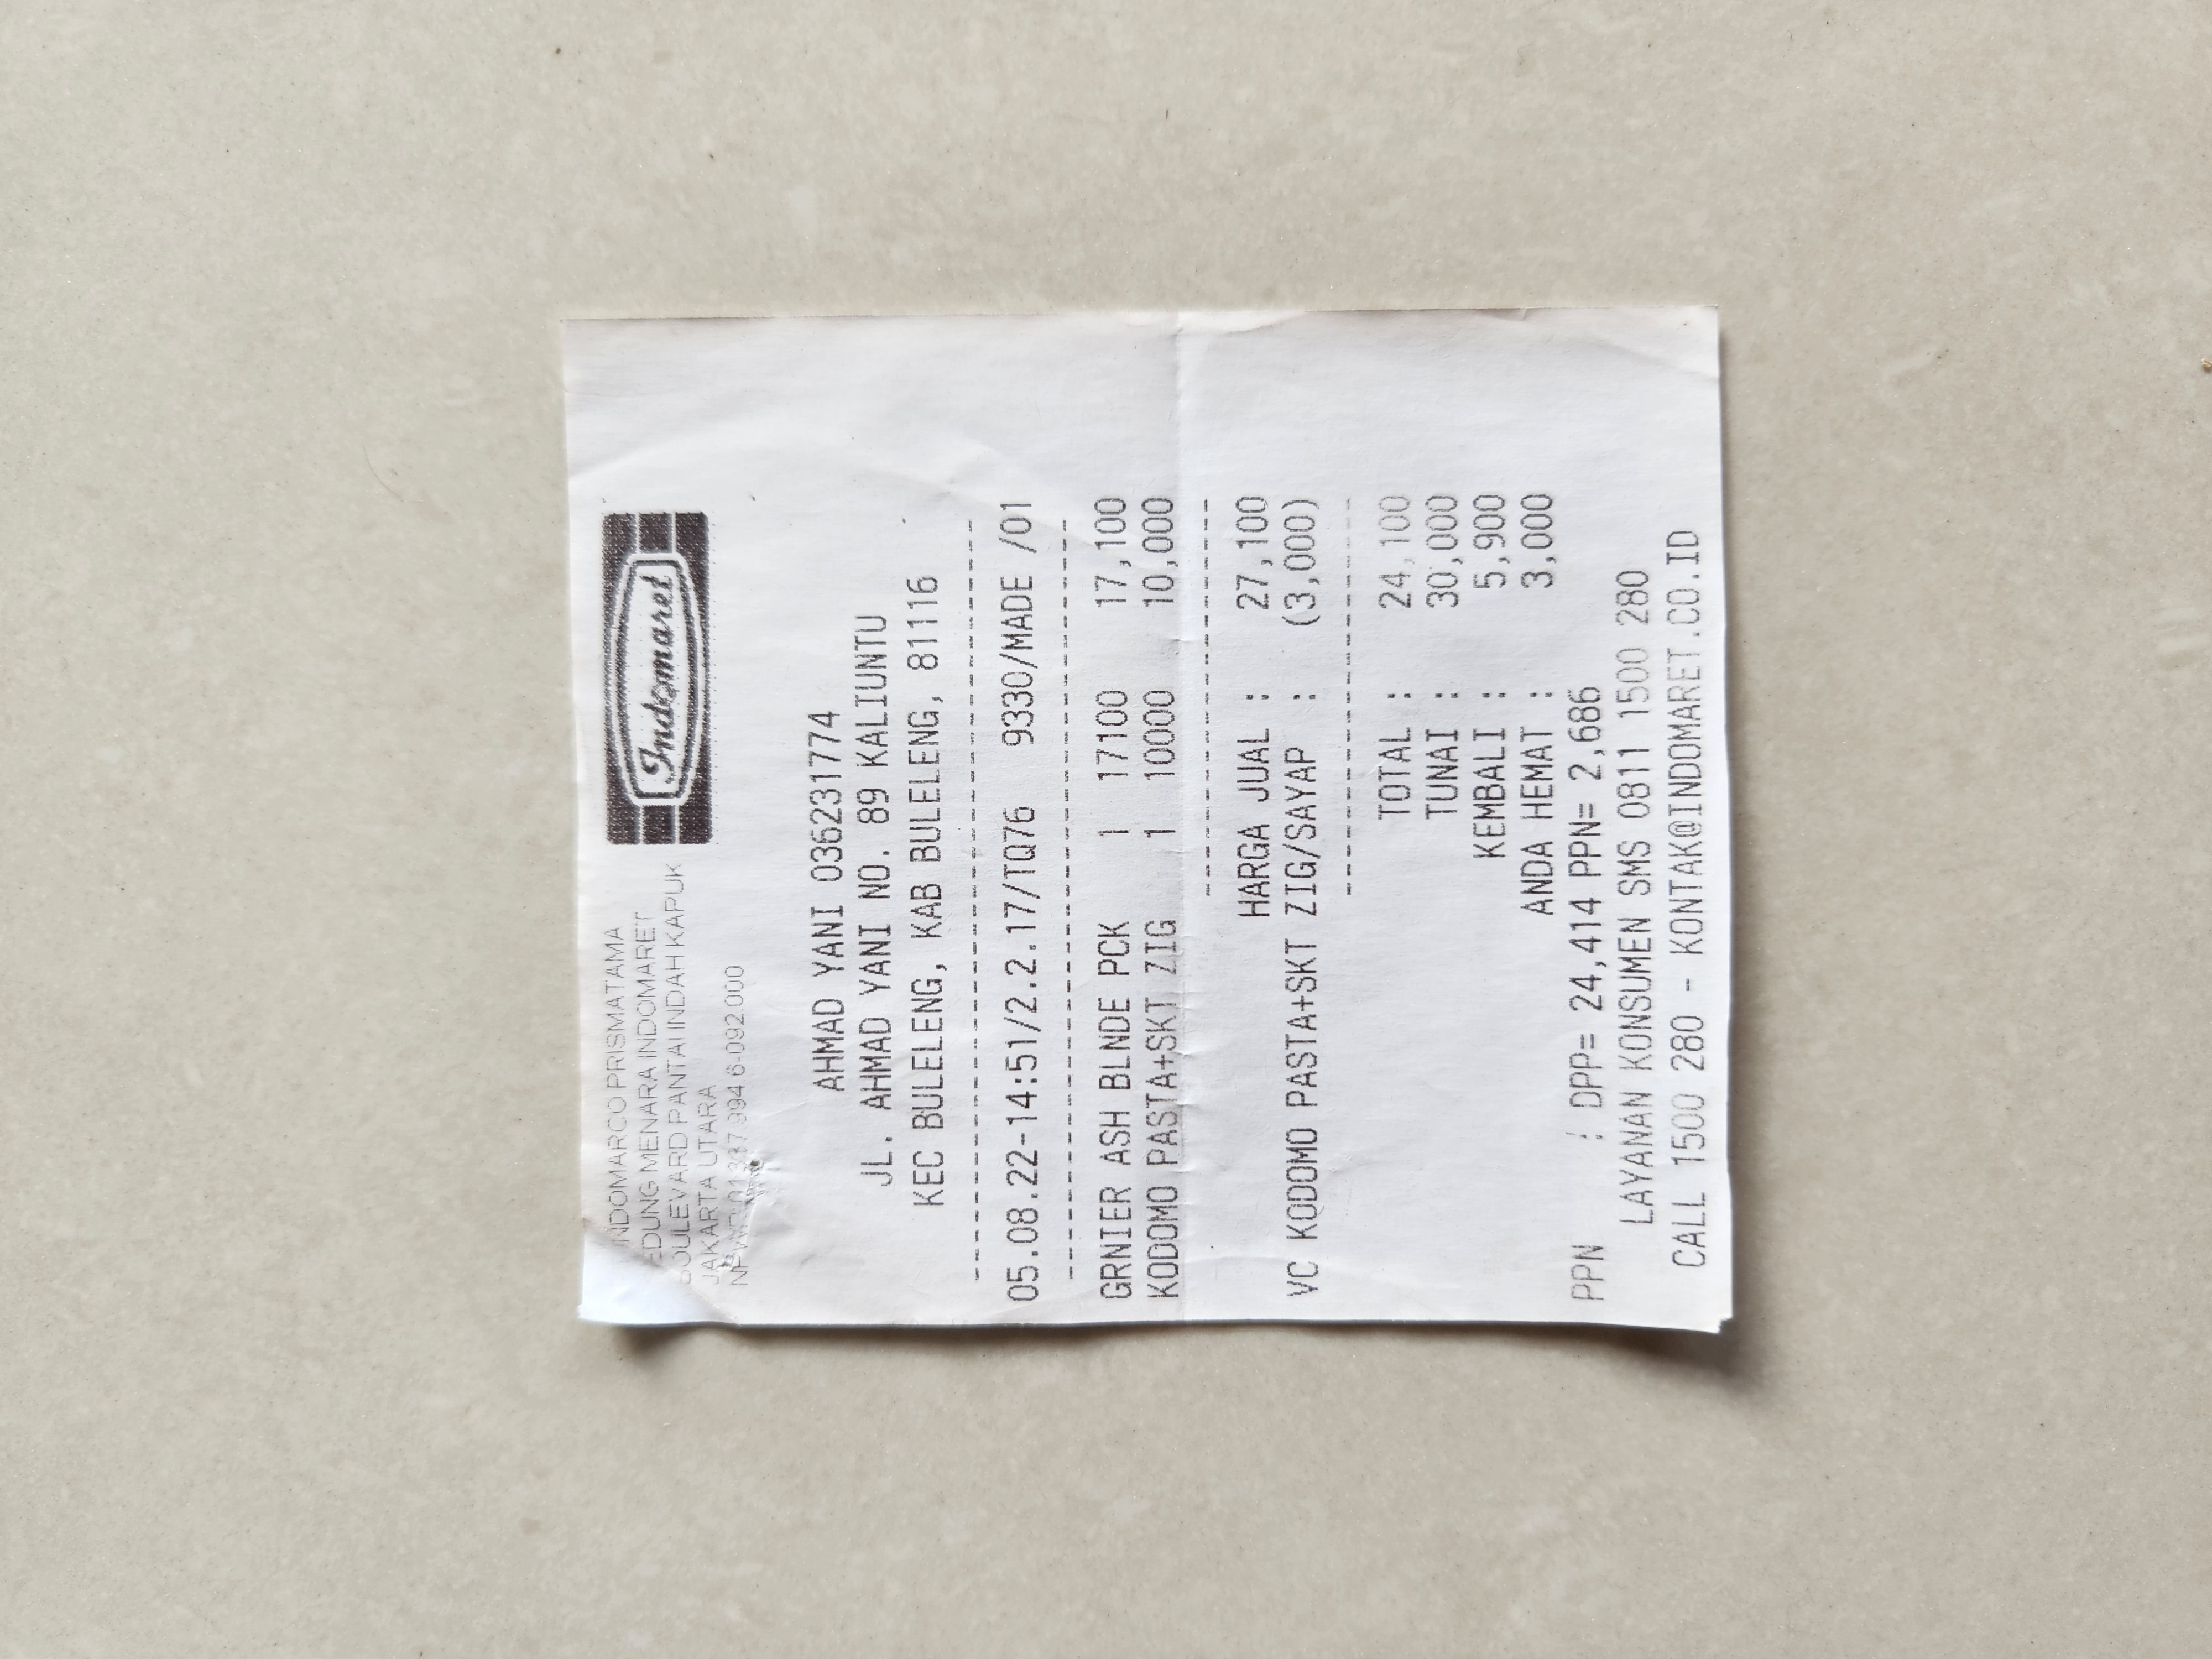 INDOMARCO PRISMATAMA
EDUNG MENARA INDOMARET
BOULEVARD PANTAI INDAH KAPUK
JAKARTA UTARA
994 6-092.000
Indomaret
AHMAD YANI 036231774
JL. AHMAD YANI NO. 89 KALIUNTU
KEC BULELENG, KAB BULELENG, 81116
05.08.22-14:51/2.2.17/TQ76 9330/MADE /01
GRNIER ASH BLNDE PCK 1 17100 17,100
KODOMO PASTA+SKT ZIG 1 10000 10,000
HARGA JUAL : 27,100
VC KODOMO PASTA+SKT ZIG/SAYAP : (3,000)
TOTAL : 24,100
TUNAI : 30,000
KEMBALI : 5,900
ANDA HEMAT : 3,000
PPN : DPP= 24,414 PPN= 2,686
LAYANAN KONSUMEN SMS 0811 1500 280
CALL 1500 280 - KONTAK@INDOMARET.CO.ID